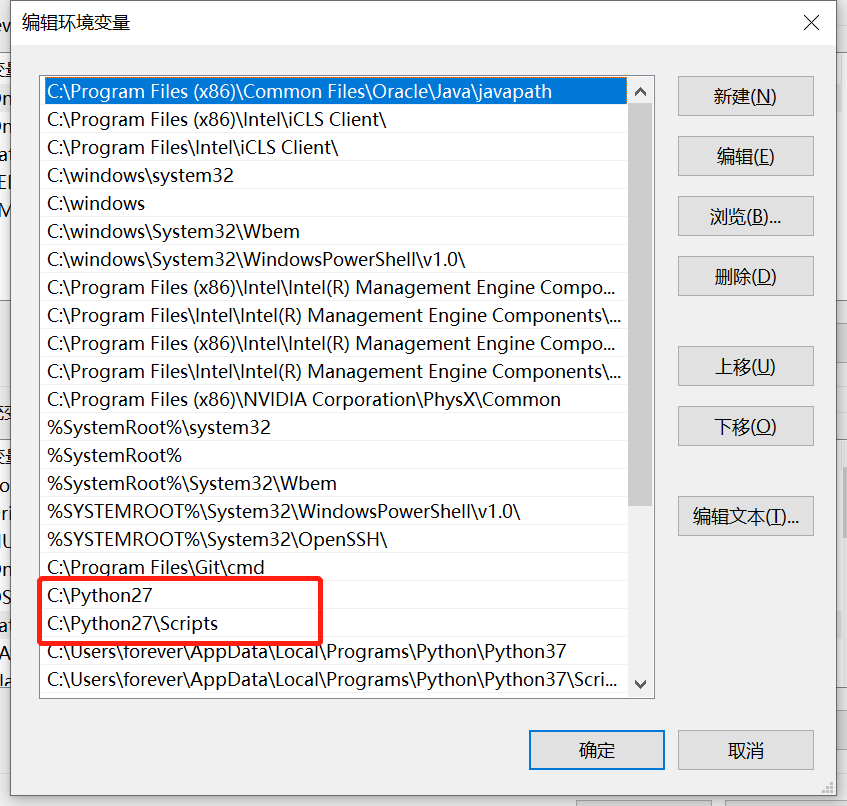 编辑环境变量
C:\Program Files (x86)\Common Files\Oracle\Java\javapath
C:\Program Files (x86)\Intel\iCLS Client\
C:\Program Files\Intel\iCLS Client\
C:\windows\system32
C:\windows
C:\windows\System32\Wbem
C:\windows\System32\WindowsPowerShell\v1.0\
C:\Program Files (x86)\Intel\Intel(R) Management Engine Compo...
C:\Program Files\Intel\Intel(R) Management Engine Components\...
C:\Program Files (x86)\Intel\Intel(R) Management Engine Compo...
C:\Program Files\Intel\Intel(R) Management Engine Components\...
C:\Program Files (x86)\NVIDIA Corporation\PhysX\Common
%SystemRoot%\system32
%SystemRoot%
%SystemRoot%\System32\Wbem
%SYSTEMROOT%\System32\WindowsPowerShell\v1.0\
%SYSTEMROOT%\System32\OpenSSH\
C:\Program Files\Git\cmd
C:\Python27
C:\Python27\Scripts
C:\Users\forever\AppData\Local\Programs\Python\Python37
C:\Users\forever\AppData\Local\Programs\Python\Python37\Scri...
新建(N)
编辑(E)
浏览(B)...
删除(D)
上移(U)
下移(O)
编辑文本(T)...
确定
取消